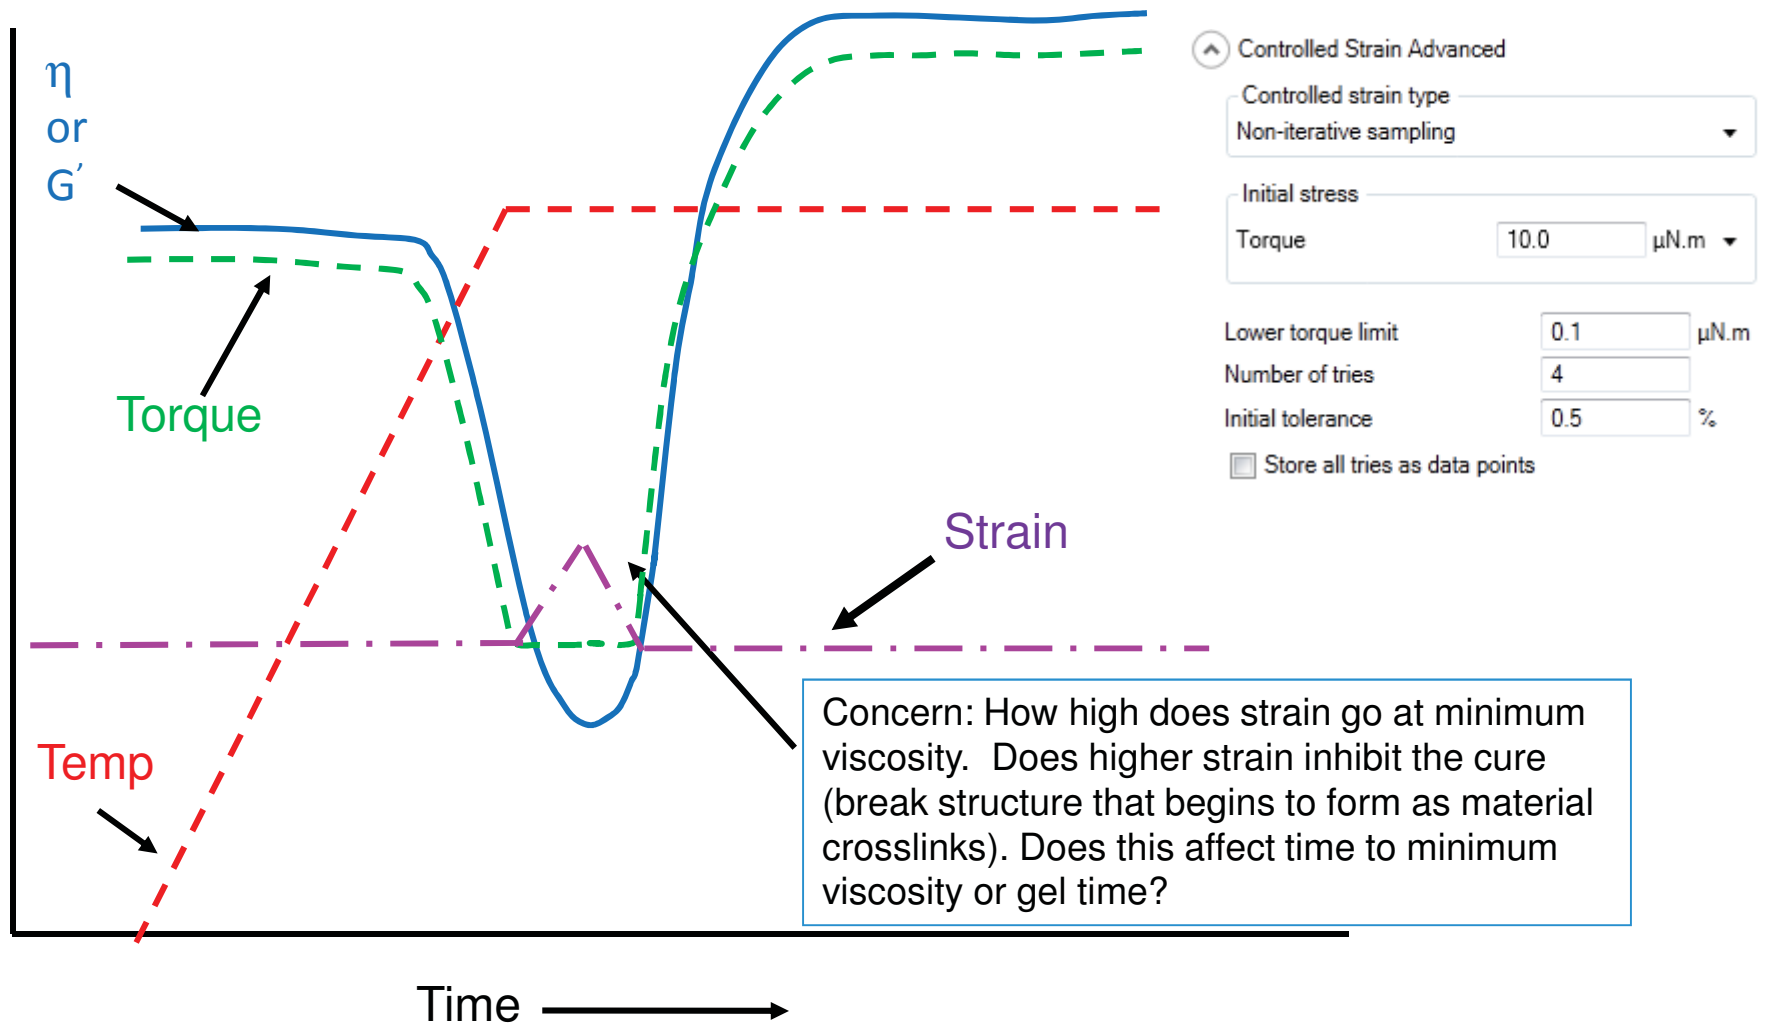 η
or
G′
Torque
Temp
Strain
Time
Concern: How high does strain go at minimum
viscosity.  Does higher strain inhibit the cure
(break structure that begins to form as material
crosslinks). Does this affect time to minimum
viscosity or gel time?
Controlled Strain Advanced
Controlled strain type
Non-iterative sampling
Initial stress
Torque 10.0 µN.m
Lower torque limit 0.1 µN.m
Number of tries 4
Initial tolerance 0.5 %
Store all tries as data points